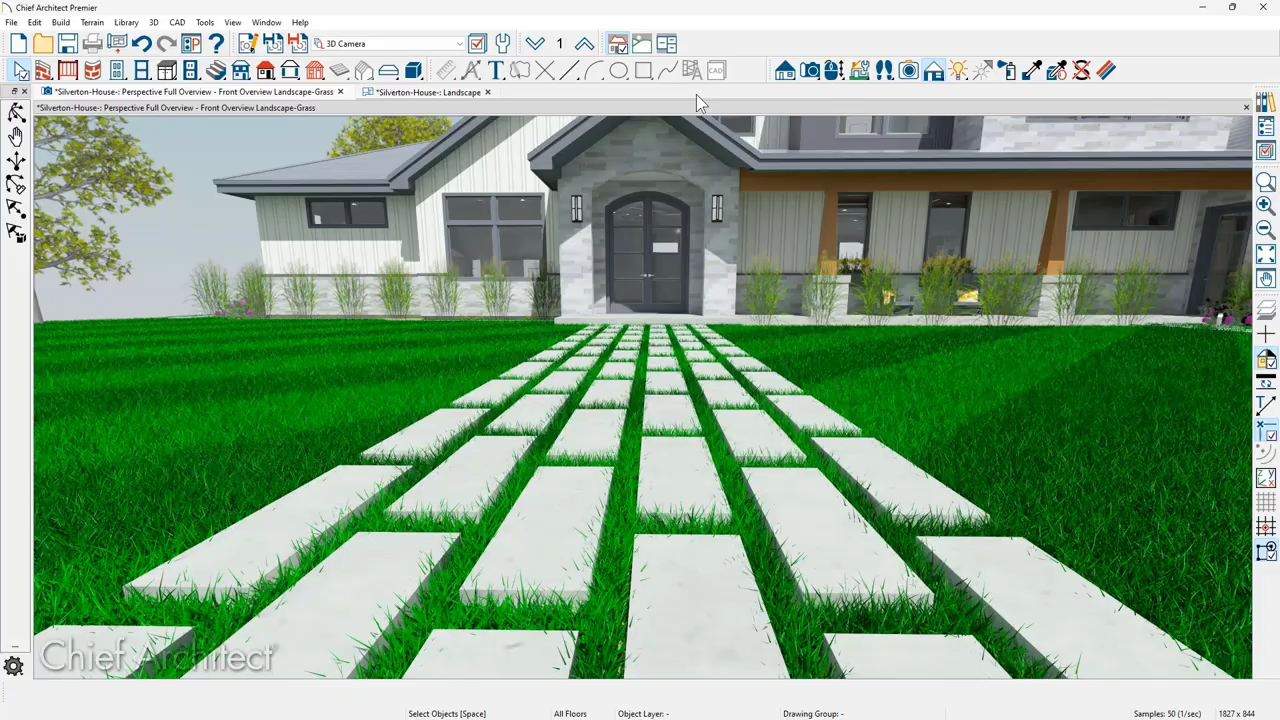 Chief Architect Premier
File Edit Build Terrain Library 3D CAD Tools View Window Help
3D Camera
1
CAD
*Silverton-House-: Perspective Full Overview - Front Overview Landscape-Grass
*Silverton-House-: Landscape
*Silverton-House-: Perspective Full Overview - Front Overview Landscape-Grass
Chief Architect
Select Objects [Space] All Floors Object Layer: - Drawing Group: - Samples: 50 (1/sec) 1827 x 844